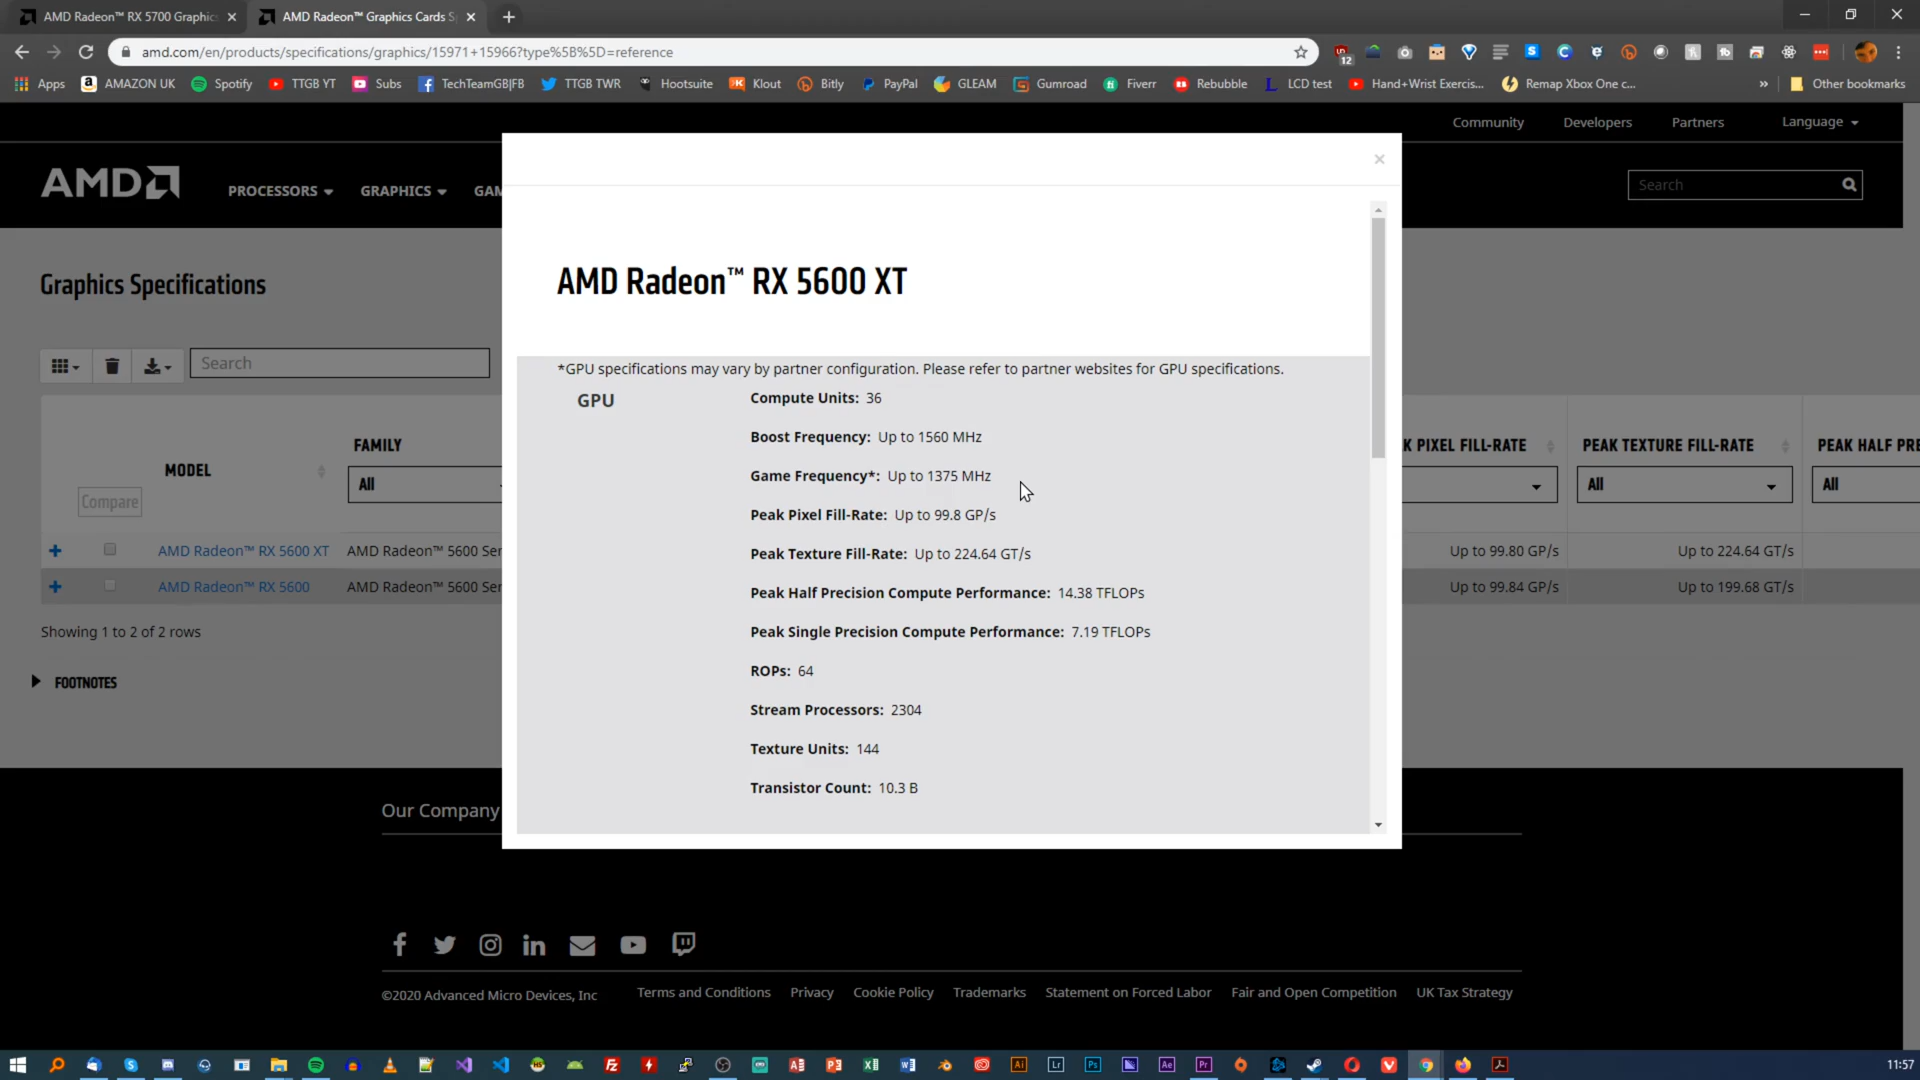 AMD Radeon™ RX 5700 Graphics
AMD Radeon™ Graphics Cards S
amd.com/en/products/specifications/graphics/15971+15966?type%5B%5D=reference
12
Apps
AMAZON UK
Spotify
TTGB YT
Subs
TechTeamGB|FB
TTGB TWR
Hootsuite
Klout
Bitly
PayPal
GLEAM
Gumroad
Fiverr
Rebubble
LCD test
Hand+Wrist Exercis...
Remap Xbox One c...
»
Other bookmarks
Community
Developers
Partners
Language
AMD
PROCESSORS
GRAPHICS
GAM
Search
Graphics Specifications
Search
MODEL
Compare
FAMILY
All
AMD Radeon™ RX 5600 XT
AMD Radeon™ 5600 Ser
AMD Radeon™ RX 5600
AMD Radeon™ 5600 Ser
Showing 1 to 2 of 2 rows
FOOTNOTES
×
AMD Radeon™ RX 5600 XT
*GPU specifications may vary by partner configuration. Please refer to partner websites for GPU specifications.
GPU
Compute Units: 36
Boost Frequency: Up to 1560 MHz
Game Frequency*: Up to 1375 MHz
Peak Pixel Fill-Rate: Up to 99.8 GP/s
Peak Texture Fill-Rate: Up to 224.64 GT/s
Peak Half Precision Compute Performance: 14.38 TFLOPs
Peak Single Precision Compute Performance: 7.19 TFLOPs
ROPs: 64
Stream Processors: 2304
Texture Units: 144
Transistor Count: 10.3 B
K PIXEL FILL-RATE
PEAK TEXTURE FILL-RATE
PEAK HALF PRE
All
All
Up to 99.80 GP/s
Up to 224.64 GT/s
Up to 99.84 GP/s
Up to 199.68 GT/s
Our Company
©2020 Advanced Micro Devices, Inc
Terms and Conditions
Privacy
Cookie Policy
Trademarks
Statement on Forced Labor
Fair and Open Competition
UK Tax Strategy
11:57